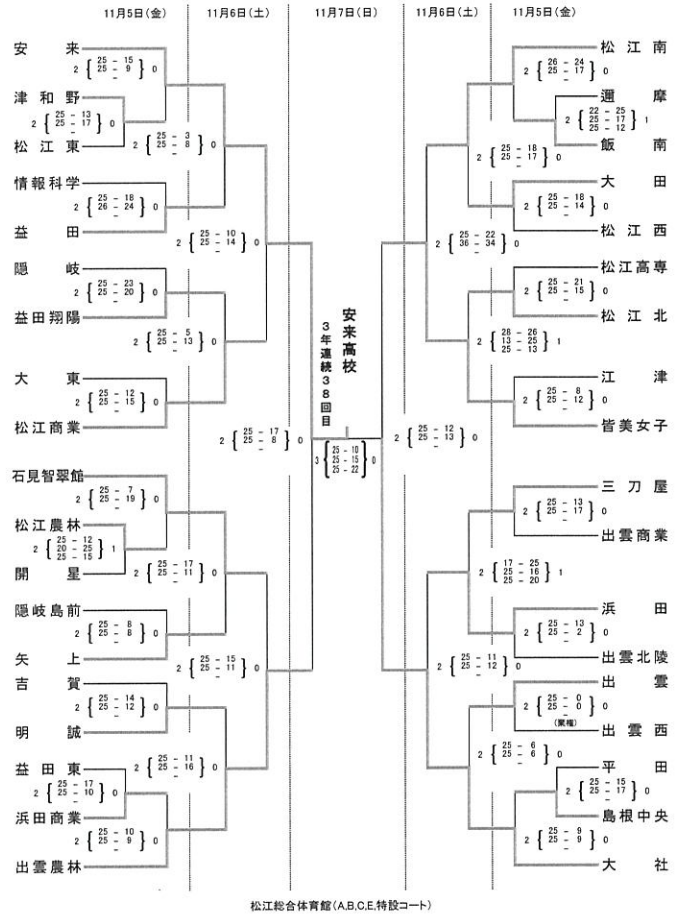 11月5日(金) 11月6日(土) 11月7日(日) 11月6日(土) 11月5日(金)
安来
2 { 25 - 15 25 - 9 - } 0
津和野
2 { 25 - 13 25 - 17 - } 0
松江東
2 { 25 - 3 25 - 8 - } 0
情報科学
2 { 25 - 18 26 - 24 - } 0
益田
2 { 25 - 10 25 - 14 - } 0
隠岐
2 { 25 - 23 25 - 20 - } 0
益田翔陽
2 { 25 - 5 25 - 13 - } 0
大東
2 { 25 - 12 25 - 15 - } 0
松江商業
2 { 25 - 17 25 - 8 - } 0
石見智翠館
2 { 25 - 7 25 - 19 - } 0
松江農林
2 { 25 - 12 20 - 25 25 - 15 } 1
開星
2 { 25 - 17 25 - 11 - } 0
隠岐島前
2 { 25 - 8 25 - 8 - } 0
矢上
2 { 25 - 15 25 - 11 - } 0
吉賀
2 { 25 - 14 25 - 12 - } 0
明誠
2 { 25 - 11 25 - 16 - } 0
益田東
2 { 25 - 17 25 - 10 - } 0
浜田商業
2 { 25 - 10 25 - 9 - } 0
出雲農林
安来高校
3年連続38回目
3 { 25 - 10 25 - 15 25 - 22 } 0
松江南
2 { 26 - 24 25 - 17 - } 0
邇摩
2 { 22 - 25 25 - 17 25 - 12 } 1
飯南
2 { 25 - 18 25 - 17 - } 0
大田
2 { 25 - 18 25 - 14 - } 0
松江西
2 { 25 - 22 36 - 34 - } 0
松江高専
2 { 25 - 21 25 - 15 - } 0
松江北
2 { 28 - 26 13 - 25 25 - 13 } 1
江津
2 { 25 - 8 25 - 12 - } 0
皆美女子
2 { 25 - 12 25 - 13 - } 0
三刀屋
2 { 25 - 13 25 - 17 - } 0
出雲商業
2 { 17 - 25 25 - 16 25 - 20 } 1
浜田
2 { 25 - 13 25 - 2 - } 0
出雲北陵
2 { 25 - 11 25 - 12 - } 0
出雲
2 { 25 - 0 25 - 0 - } 0
(棄権)
出雲西
2 { 25 - 6 25 - 6 - } 0
平田
2 { 25 - 15 25 - 17 - } 0
島根中央
2 { 25 - 9 25 - 9 - } 0
大社
松江総合体育館(A,B,C,E,特設コート)